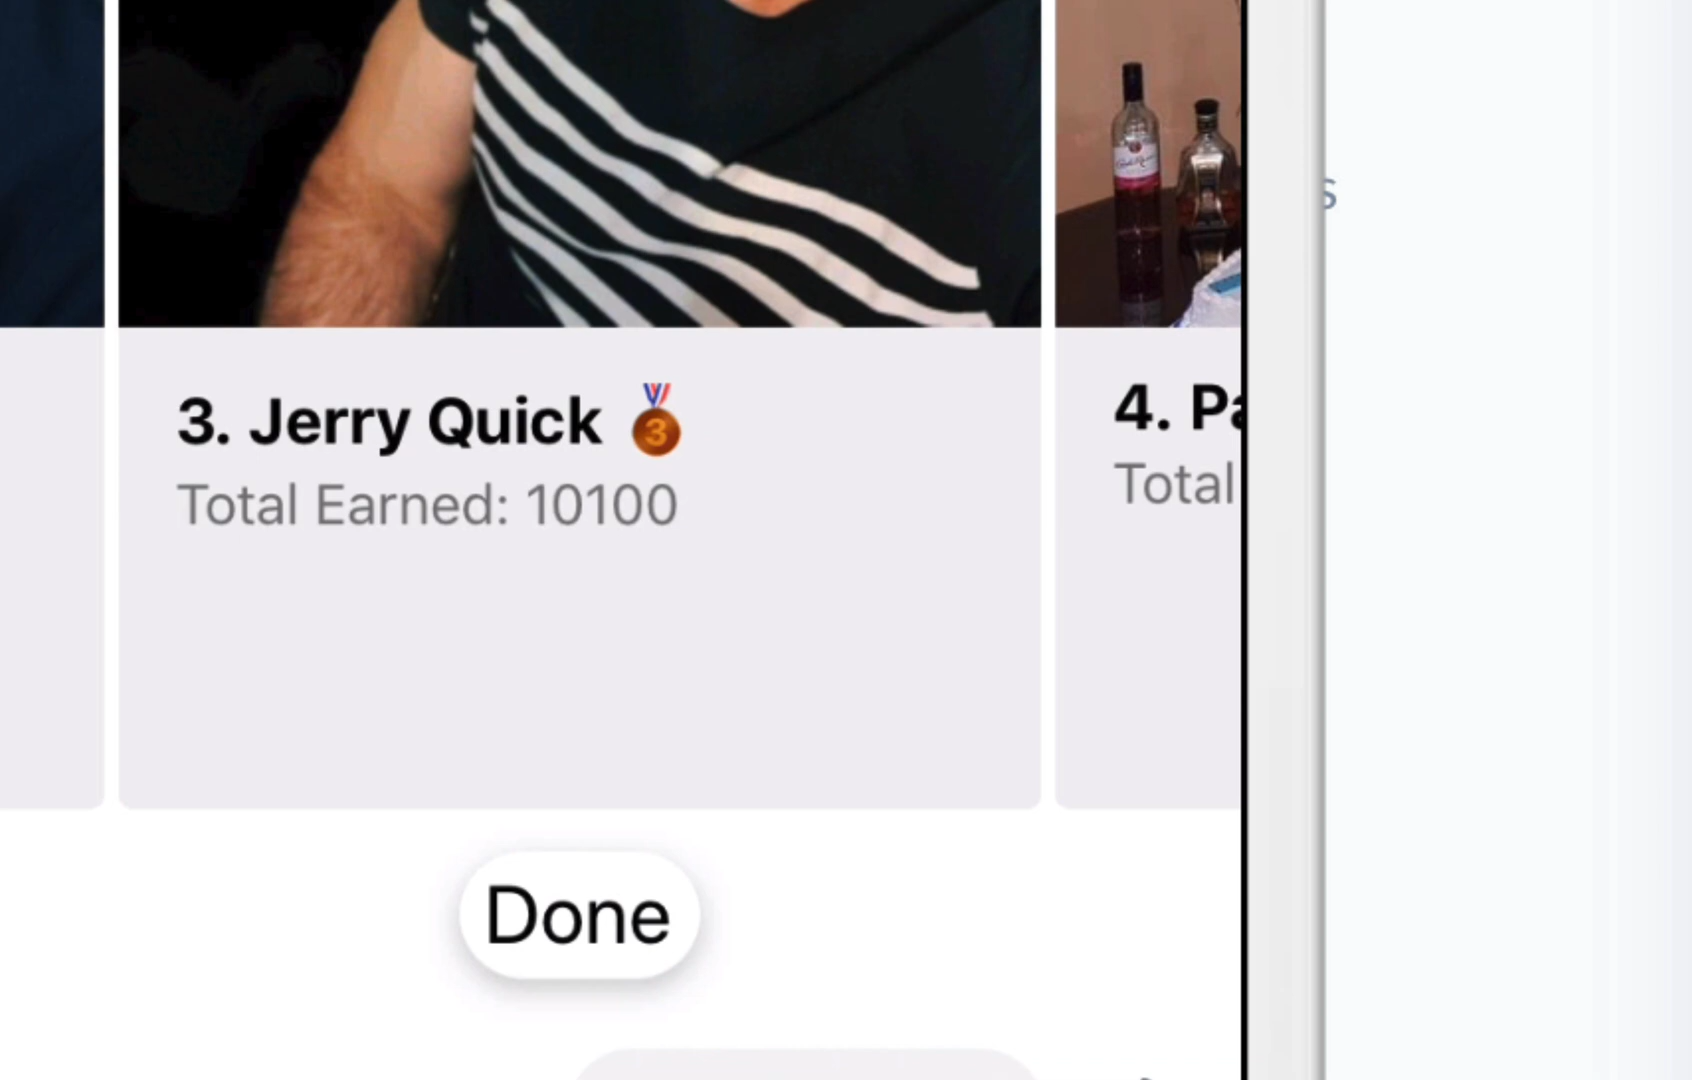 3. Jerry Quick 🥉
Total Earned: 10100
4. Pa
Total
s
Done